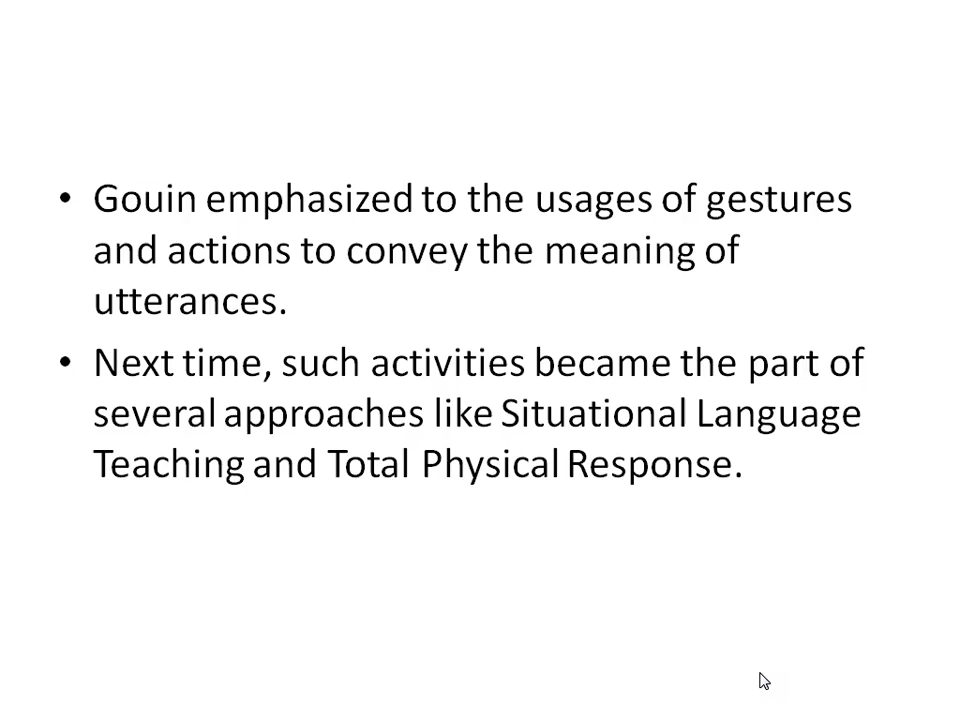 • Gouin emphasized to the usages of gestures
and actions to convey the meaning of
utterances.
• Next time, such activities became the part of
several approaches like Situational Language
Teaching and Total Physical Response.